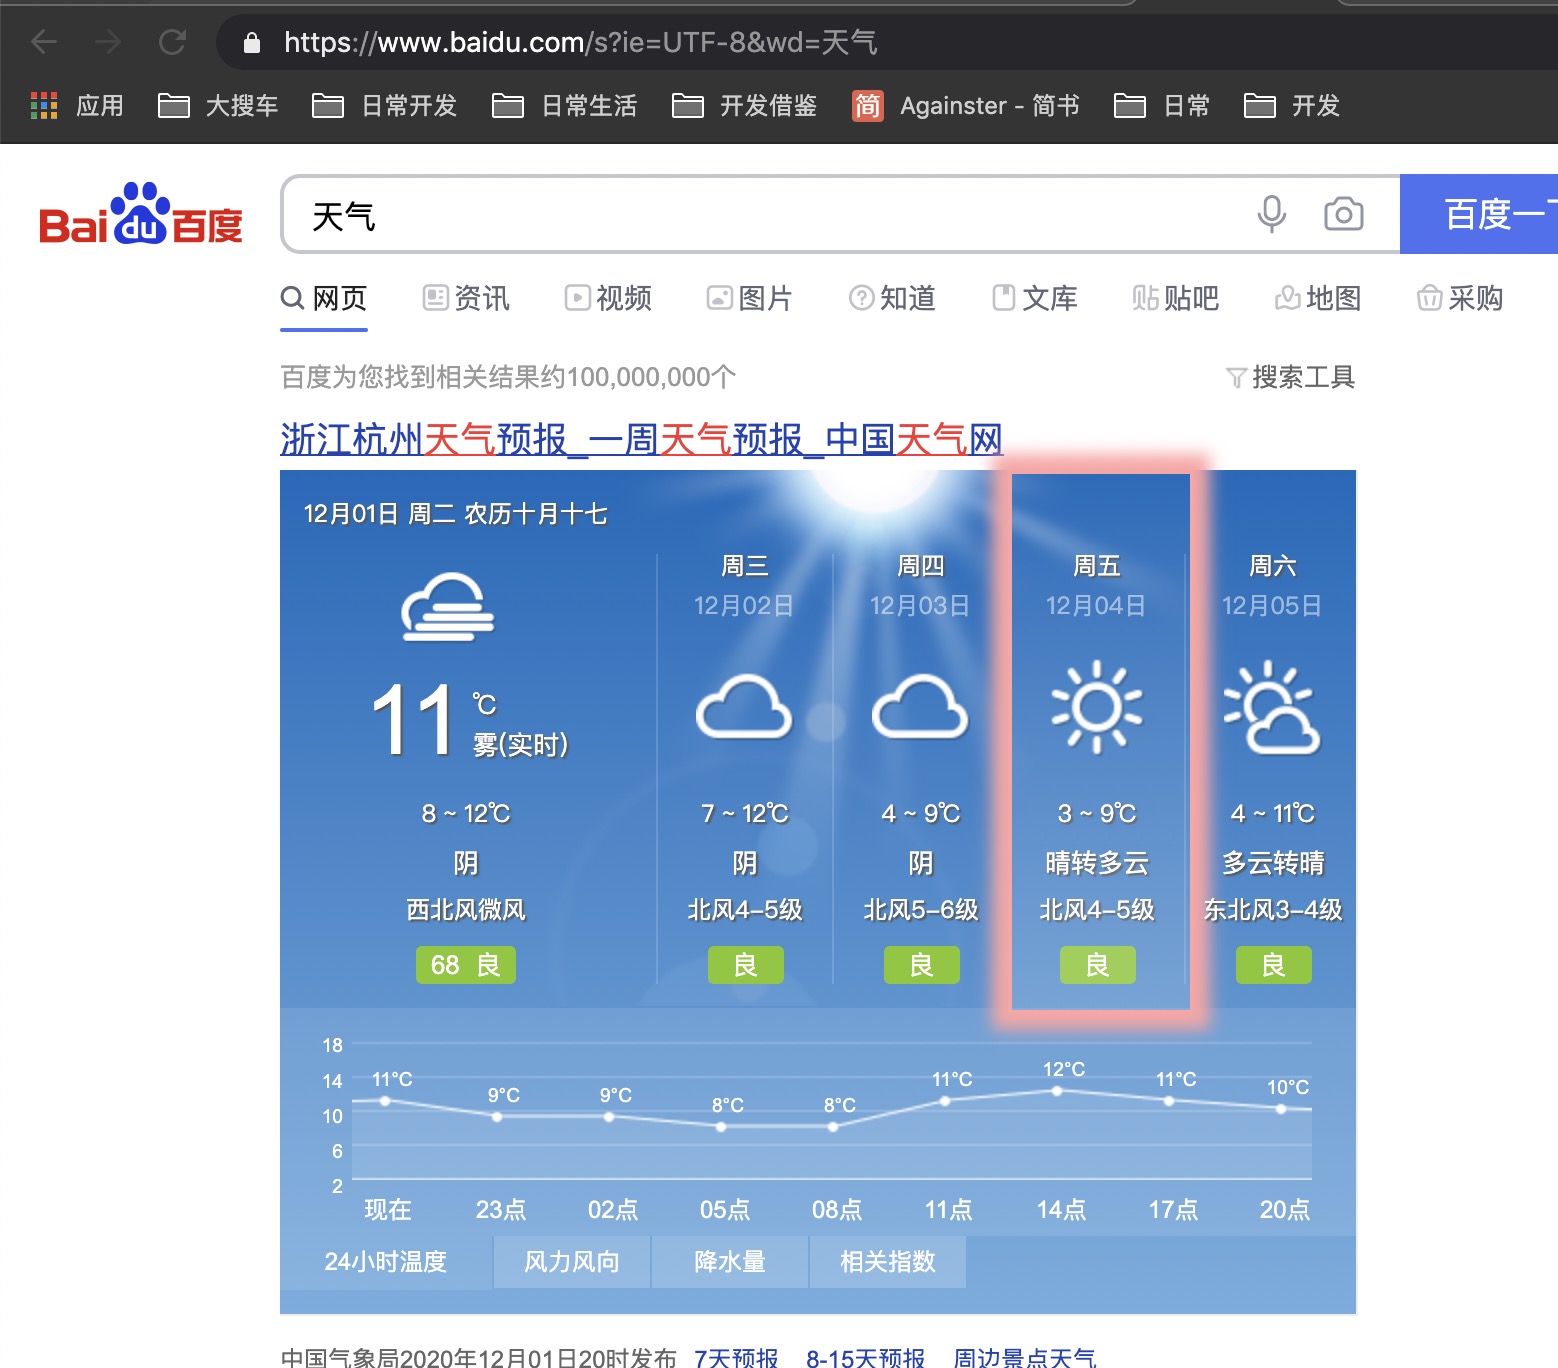 https://www.baidu.com/s?ie=UTF-8&wd=天气
应用 大搜车 日常开发 日常生活 开发借鉴 简 Againster - 简书 日常 开发
Bai du 百度 天气 百度一
网页 资讯 视频 图片 知道 文库 贴 贴吧 地图 采购
百度为您找到相关结果约100,000,000个 搜索工具
浙江杭州天气预报_一周天气预报_中国天气网
12月01日 周二 农历十月十七
周三 周四 周五 周六
12月02日 12月03日 12月04日 12月05日
11 ℃
雾(实时)
8 ~ 12℃ 7 ~ 12℃ 4 ~ 9℃ 3 ~ 9℃ 4 ~ 11℃
阴 阴 阴 晴转多云 多云转晴
西北风微风 北风4-5级 北风5-6级 北风4-5级 东北风3-4级
68 良 良 良 良 良
18
14
10
6
2
11°C 9°C 9°C 8°C 8°C 11°C 12°C 11°C 10°C
现在 23点 02点 05点 08点 11点 14点 17点 20点
24小时温度 风力风向 降水量 相关指数
中国气象局2020年12月01日20时发布 7天预报 8-15天预报 周边景点天气